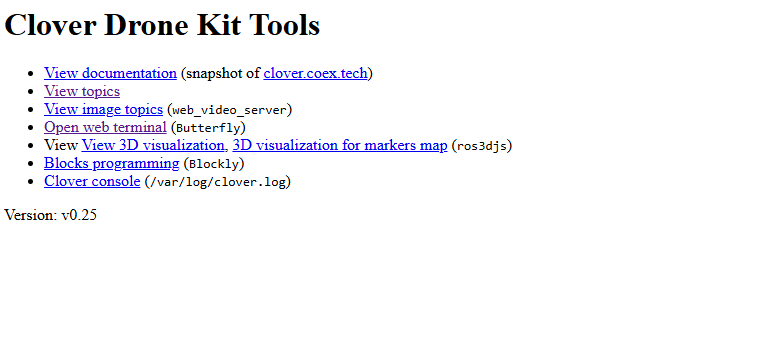 Clover Drone Kit Tools
View documentation (snapshot of clover.coex.tech)
View topics
View image topics (web_video_server)
Open web terminal (Butterfly)
View View 3D visualization, 3D visualization for markers map (ros3djs)
Blocks programming (Blockly)
Clover console (/var/log/clover.log)
Version: v0.25